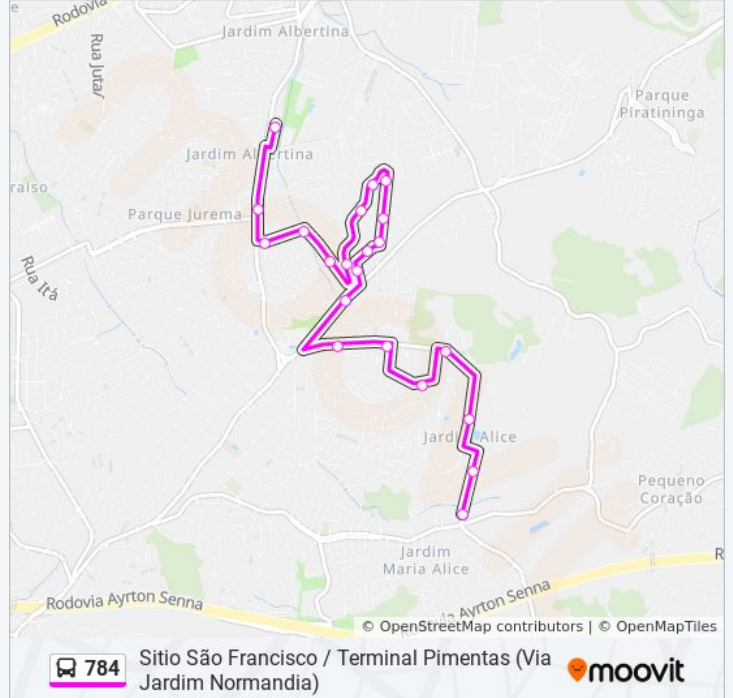 e
Rodovia
Jardim Albertina
Rua Juta/
Parque
Piratininga
Jardim Albertina
raíso
Parque Jurema
Rua Itá
Jardim Alice
Pequeno
Coração
Jardim
Maria Alice
R
Rodovia Ayrton Senna
Rodovia Ayrton Senna
© OpenStreetMap contributors | © OpenMapTiles
784
Sitio São Francisco / Terminal Pimentas (Via
Jardim Normandia)
moovit